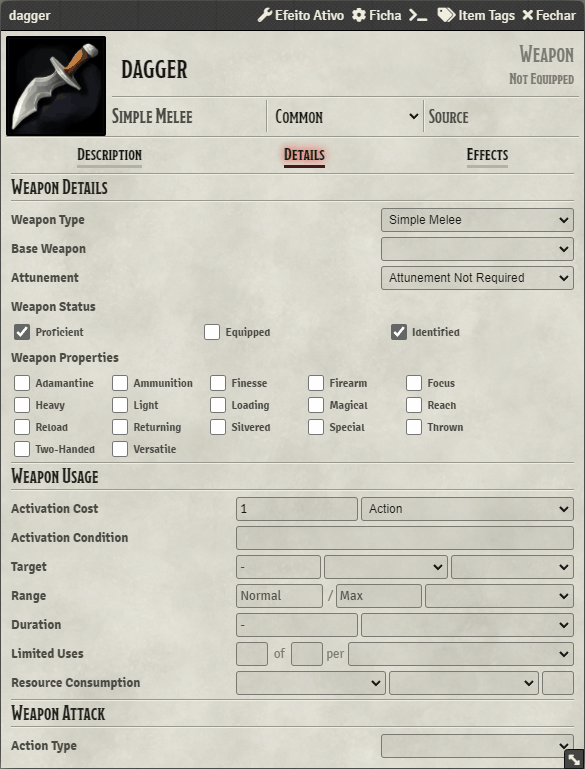 dagger Efeito Ativo Ficha Item Tags Fechar
DAGGER WEAPON
NOT EQUIPPED
SIMPLE MELEE COMMON SOURCE
DESCRIPTION DETAILS EFFECTS
WEAPON DETAILS
Weapon Type Simple Melee
Base Weapon
Attunement Attunement Not Required
Weapon Status
Proficient Equipped Identified
Weapon Properties
Adamantine Ammunition Finesse Firearm Focus
Heavy Light Loading Magical Reach
Reload Returning Silvered Special Thrown
Two-Handed Versatile
WEAPON USAGE
Activation Cost 1 Action
Activation Condition
Target -
Range Normal / Max
Duration -
Limited Uses of per
Resource Consumption
WEAPON ATTACK
Action Type